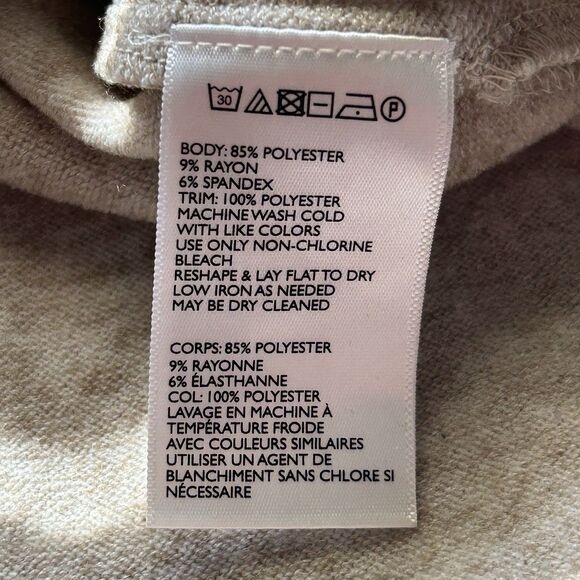 30 P
BODY: 85% POLYESTER
9% RAYON
6% SPANDEX
TRIM: 100% POLYESTER
MACHINE WASH COLD
WITH LIKE COLORS
USE ONLY NON-CHLORINE
BLEACH
RESHAPE & LAY FLAT TO DRY
LOW IRON AS NEEDED
MAY BE DRY CLEANED
CORPS: 85% POLYESTER
9% RAYONNE
6% ÉLASTHANNE
COL: 100% POLYESTER
LAVAGE EN MACHINE À
TEMPÉRATURE FROIDE
AVEC COULEURS SIMILAIRES
UTILISER UN AGENT DE
BLANCHIMENT SANS CHLORE SI
NÉCESSAIRE